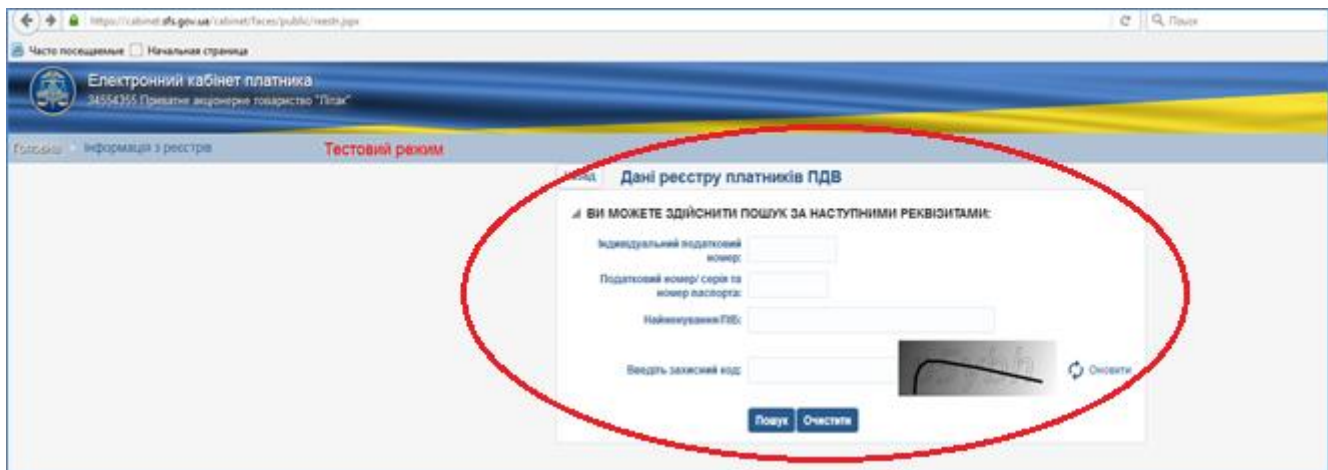 https://cabinet.sfs.gov.ua/cabinet/faces/public/reestr.jspx
Поиск
Часто посещаемые Начальная страница
Електронний кабінет платника
34554355 Приватне акціонерне товариство "Літак"
Головна Інформація з реєстрів
Тестовий режим
Дані реєстру платників ПДВ
ВИ МОЖЕТЕ ЗДІЙСНИТИ ПОШУК ЗА НАСТУПНИМИ РЕКВІЗИТАМИ:
Індивідуальний податковий
номер:
Податковий номер/ серія та
номер паспорта:
Найменування/ПІБ:
Введіть захисний код:
Оновити
Пошук Очистити